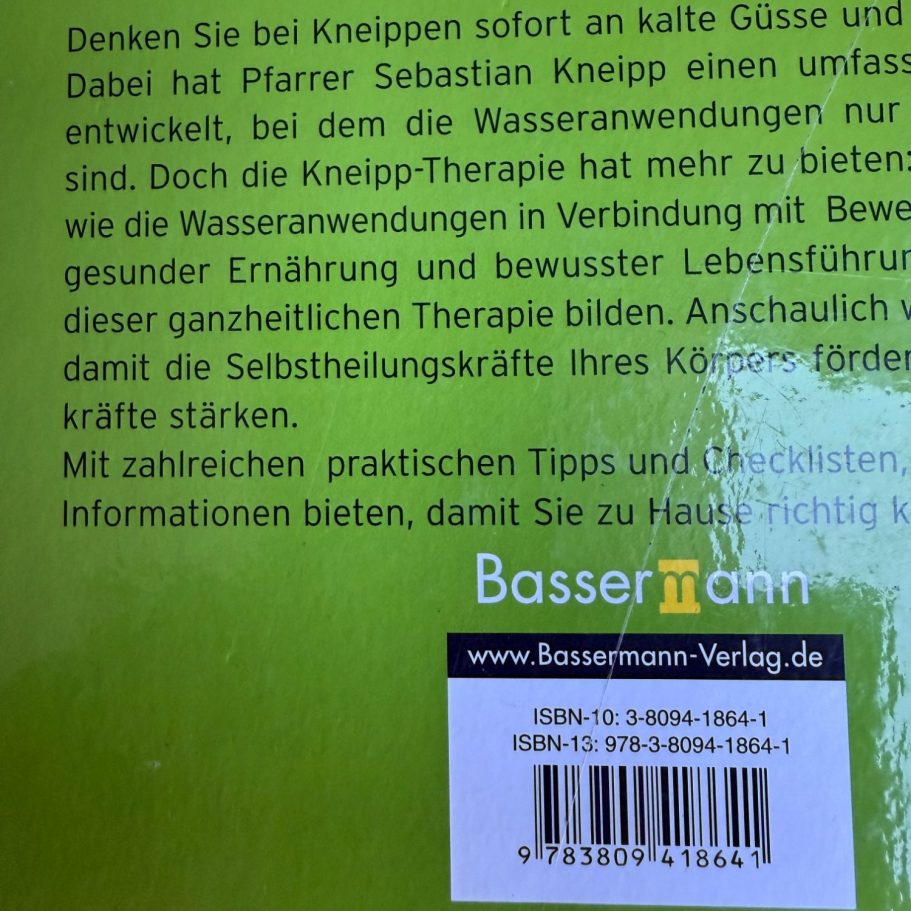 Denken Sie bei Kneippen sofort an kalte Güsse und
Dabei hat Pfarrer Sebastian Kneipp einen umfass
entwickelt, bei dem die Wasseranwendungen nur
sind. Doch die Kneipp-Therapie hat mehr zu bieten:
wie die Wasseranwendungen in Verbindung mit Bewe
gesunder Ernährung und bewusster Lebensführun
dieser ganzheitlichen Therapie bilden. Anschaulich w
damit die Selbstheilungskräfte Ihres Körpers förder
kräfte stärken.
Mit zahlreichen praktischen Tipps und Checklisten,
Informationen bieten, damit Sie zu Hause richtig k
Bassermann
www.Bassermann-Verlag.de
ISBN-10: 3-8094-1864-1
ISBN-13: 978-3-8094-1864-1
9 783809 418641